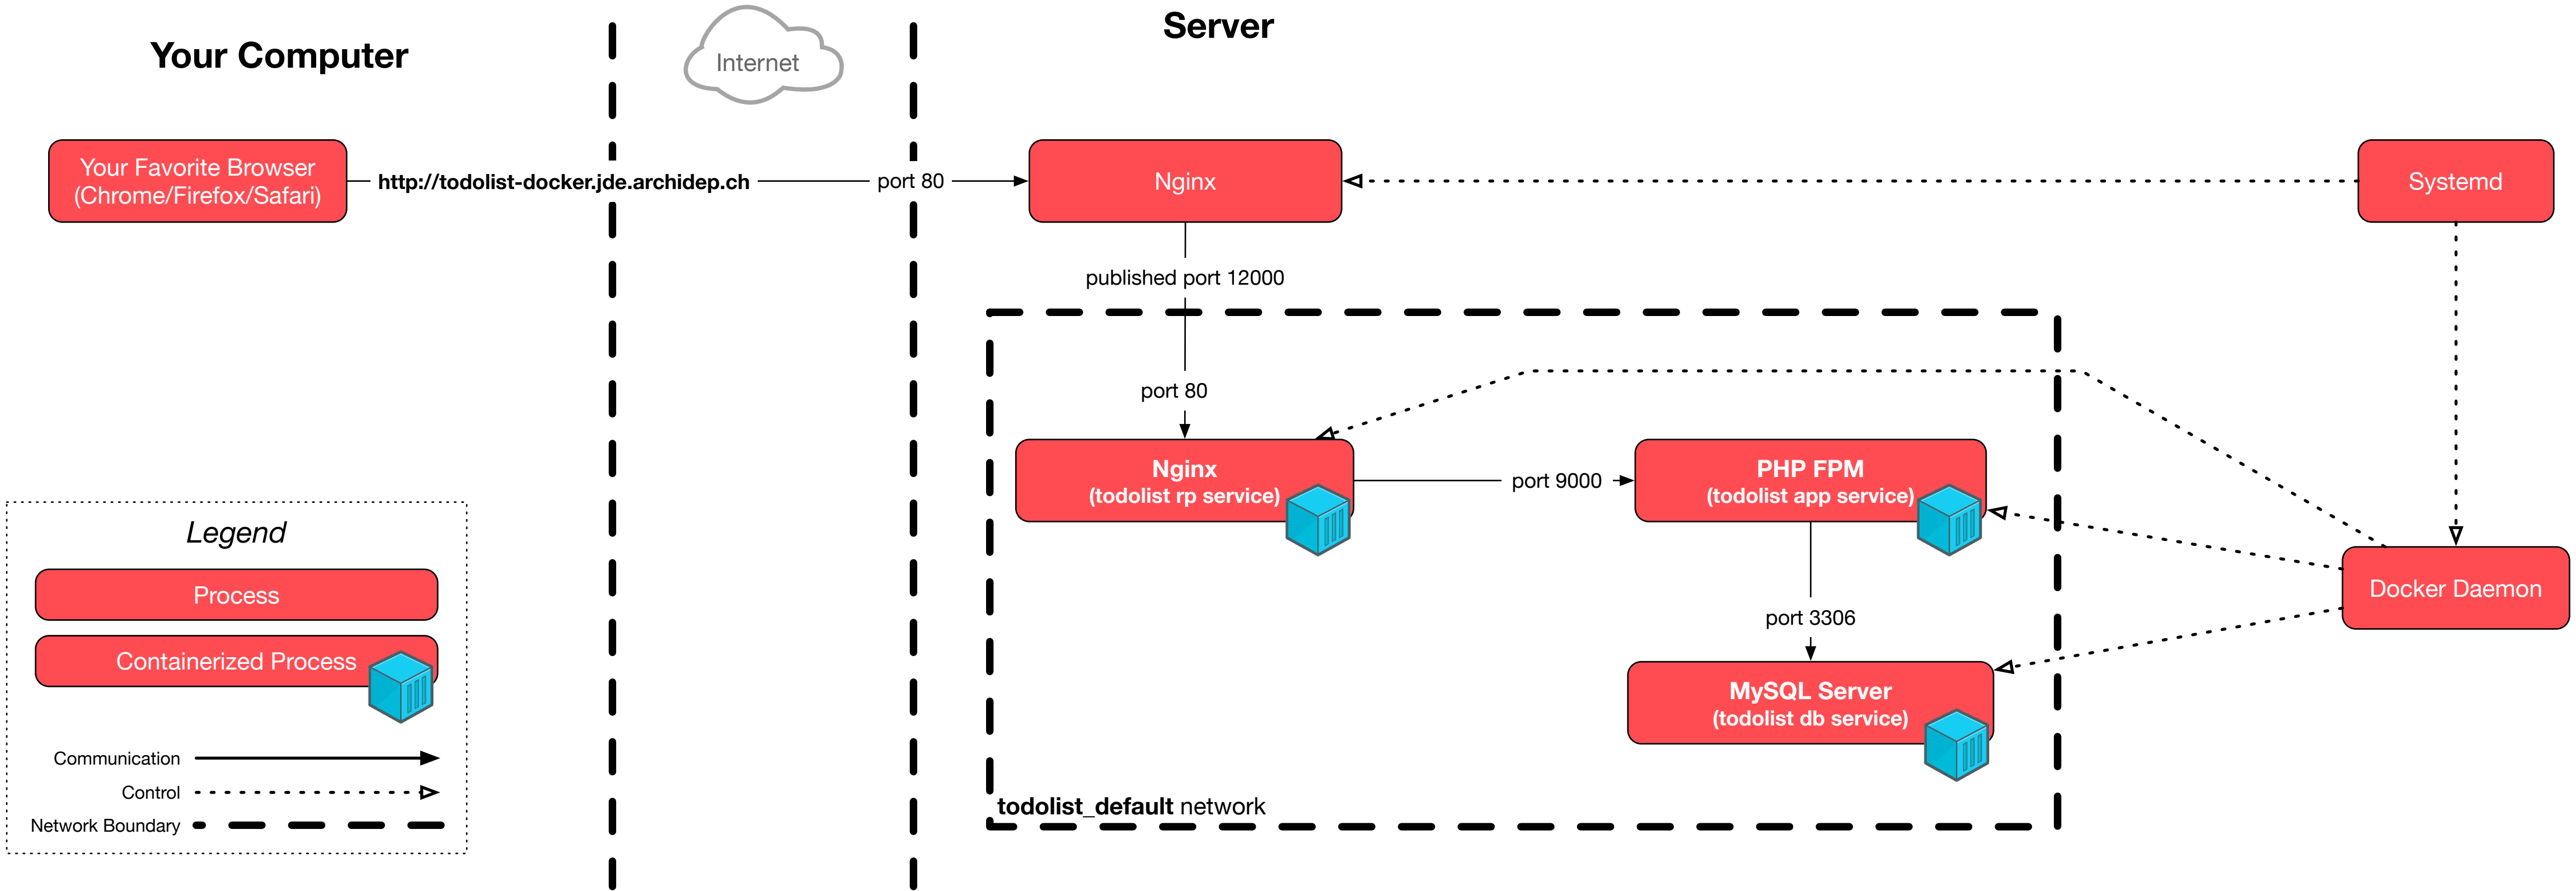 Your Computer
Internet
Server
Your Favorite Browser
(Chrome/Firefox/Safari)
http://todolist-docker.jde.archidep.ch
port 80
Nginx
Systemd
published port 12000
port 80
Nginx
(todolist rp service)
port 9000
PHP FPM
(todolist app service)
Docker Daemon
port 3306
MySQL Server
(todolist db service)
todolist_default network
Legend
Process
Containerized Process
Communication
Control
Network Boundary